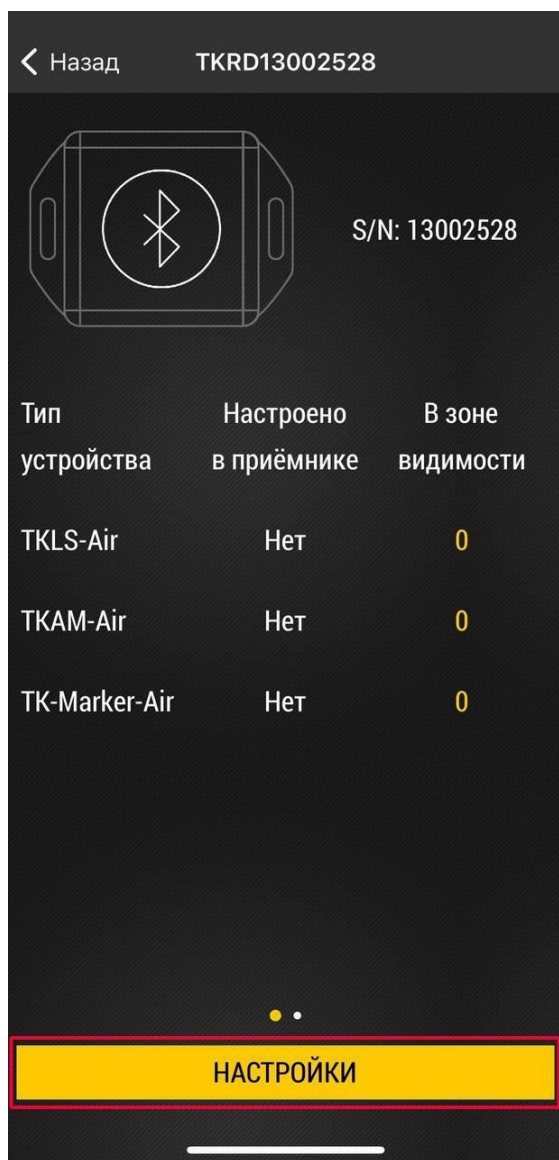 Назад
TKRD13002528
S/N: 13002528
Тип устройства
Настроено в приёмнике
В зоне видимости
TKLS-Air Нет 0
TKAM-Air Нет 0
TK-Marker-Air Нет 0
НАСТРОЙКИ